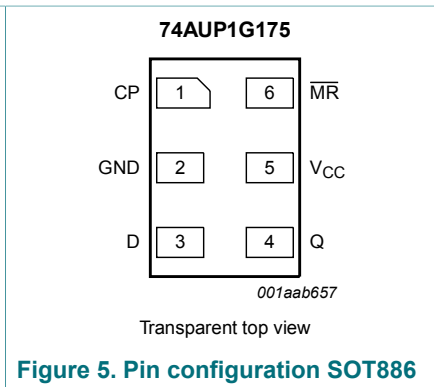 74AUP1G175
CP 1 6 M̅R̅
GND 2 5 VCC
D 3 4 Q
001aab657
Transparent top view
Figure 5. Pin configuration SOT886